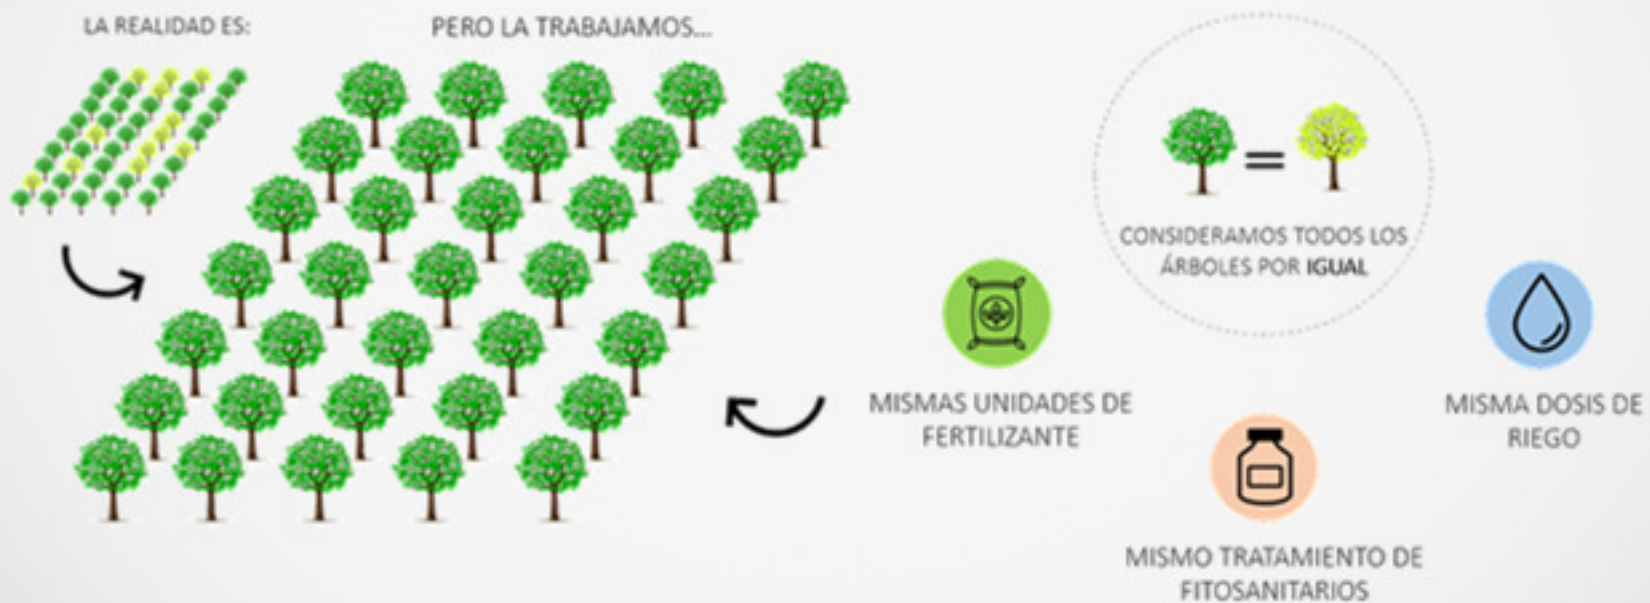 LA REALIDAD ES:
PERO LA TRABAJAMOS...
CONSIDERAMOS TODOS LOS
ÁRBOLES POR IGUAL
MISMAS UNIDADES DE
FERTILIZANTE
MISMO TRATAMIENTO DE
FITOSANITARIOS
MISMA DOSIS DE
RIEGO